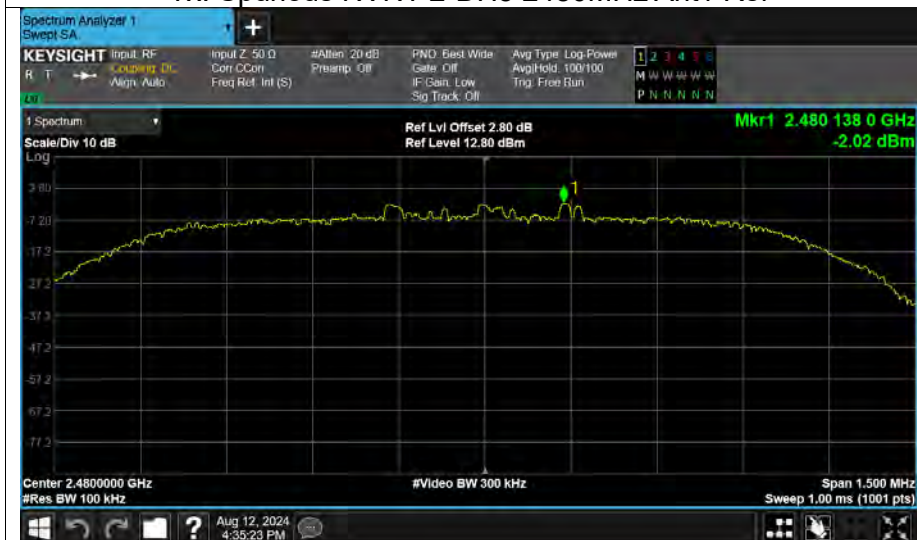 Spectrum Analyzer 1
Swept SA
+
KEYSIGHT Input: RF Input Z: 50 Ω #Atten: 20 dB PNO: Best Wide Avg Type: Log-Power 1 2 3 4 5 6
R T Coupling: DC Corr CCorr Preamp: Off Gate: Off Avg|Hold: 100/100 M W W W W W
Align: Auto Freq Ref: Int (S) IF Gain: Low Trig: Free Run
Sig Track: Off P N N N N N
1 Spectrum Ref Lvl Offset 2.80 dB Mkr1 2.480 138 0 GHz
Scale/Div 10 dB Ref Level 12.80 dBm -2.02 dBm
Log
2.80
1
-7.20
-17.2
-27.2
-37.2
-47.2
-57.2
-67.2
-77.2
Center 2.4800000 GHz #Video BW 300 kHz Span 1.500 MHz
#Res BW 100 kHz Sweep 1.00 ms (1001 pts)
? Aug 12, 2024
4:35:23 PM